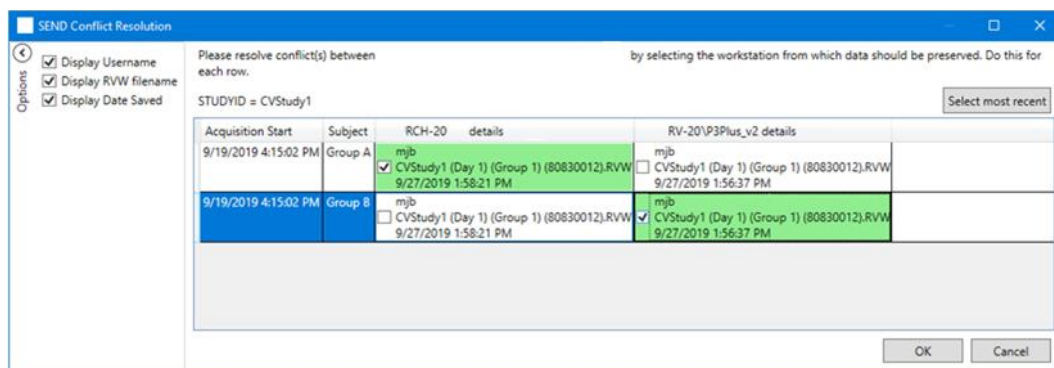 SEND Conflict Resolution
Options
Display Username
Display RVW filename
Display Date Saved
Please resolve conflict(s) between by selecting the workstation from which data should be preserved. Do this for
each row.
STUDYID = CVStudy1
Select most recent
Acquisition Start Subject RCH-20 details RV-20\P3Plus_v2 details
9/19/2019 4:15:02 PM Group A
mjb
CVStudy1 (Day 1) (Group 1) (80830012).RVW
9/27/2019 1:58:21 PM
mjb
CVStudy1 (Day 1) (Group 1) (80830012).RVW
9/27/2019 1:56:37 PM
9/19/2019 4:15:02 PM Group B
mjb
CVStudy1 (Day 1) (Group 1) (80830012).RVW
9/27/2019 1:58:21 PM
mjb
CVStudy1 (Day 1) (Group 1) (80830012).RVW
9/27/2019 1:56:37 PM
OK Cancel